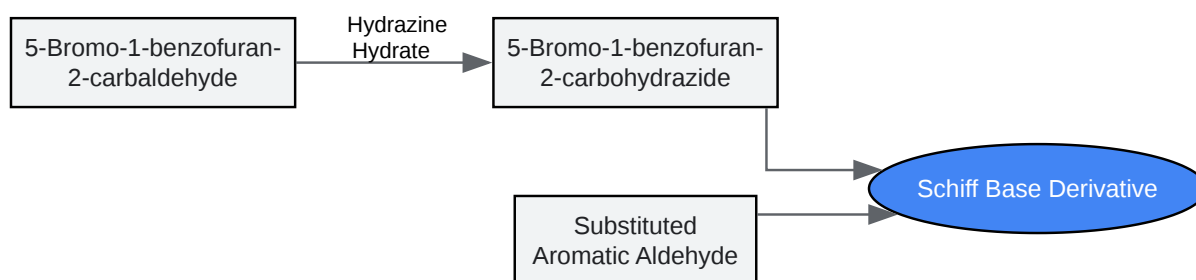 5-Bromo-1-benzofuran-
2-carbaldehyde
Hydrazine
Hydrate
5-Bromo-1-benzofuran-
2-carbohydrazide
Substituted
Aromatic Aldehyde
Schiff Base Derivative